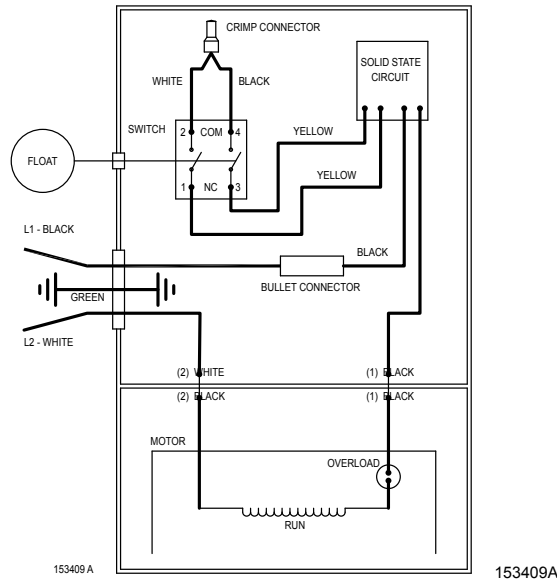 CRIMP CONNECTOR
SOLID STATE
CIRCUIT
WHITE
BLACK
SWITCH
2 COM 4
YELLOW
FLOAT
YELLOW
1 NC 3
L1 - BLACK
BLACK
GREEN
BULLET CONNECTOR
L2 - WHITE
(2) WHITE
(1) BLACK
(2) BLACK
(1) BLACK
MOTOR
OVERLOAD
RUN
153409 A
153409A